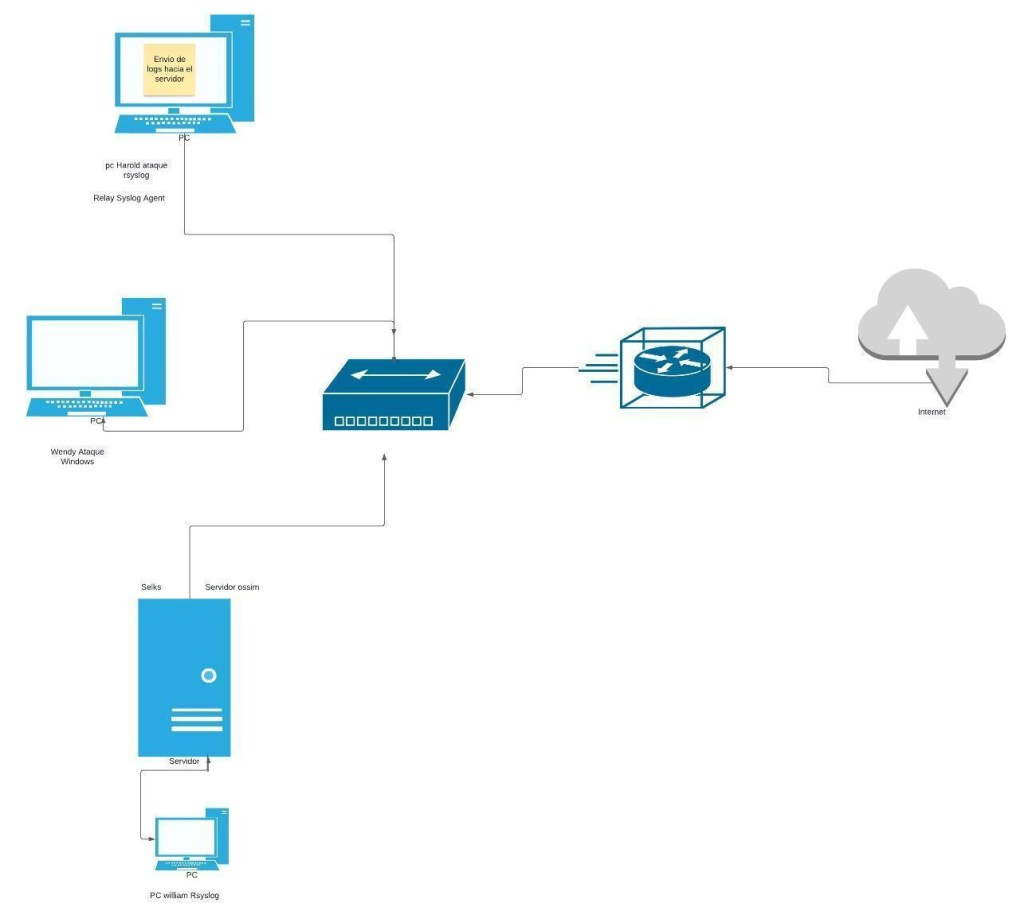 Envio de
logs hacia el
servidor
PC
pc Harold ataque
rsyslog
Relay Syslog Agent
PC
Wendy Ataque
Windows
Internet
Selks
Servidor ossim
Servidor
PC
PC william Rsyslog